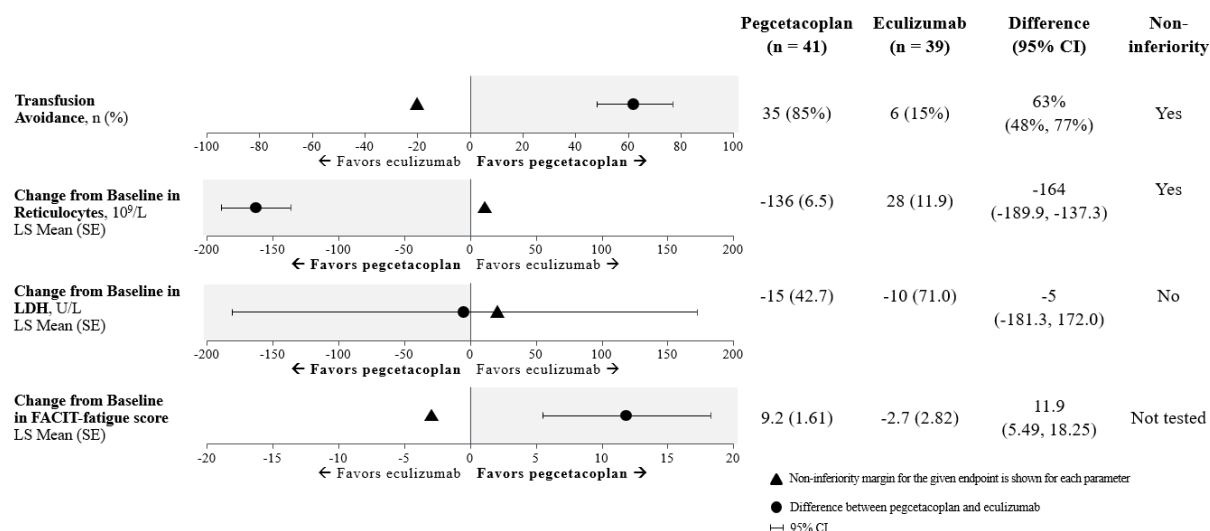 Pegcetacoplan Eculizumab Difference Non-
(n = 41) (n = 39) (95% CI) inferiority
Transfusion
Avoidance, n (%)
35 (85%) 6 (15%) 63% Yes
(48%, 77%)
-100 -80 -60 -40 -20 0 20 40 60 80 100
← Favors eculizumab Favors pegcetacoplan →
Change from Baseline in
Reticulocytes, 10⁹/L
LS Mean (SE)
-136 (6.5) 28 (11.9) -164 Yes
(-189.9, -137.3)
-200 -150 -100 -50 0 50 100 150 200
← Favors pegcetacoplan Favors eculizumab →
Change from Baseline in
LDH, U/L
LS Mean (SE)
-15 (42.7) -10 (71.0) -5 No
(-181.3, 172.0)
-200 -150 -100 -50 0 50 100 150 200
← Favors pegcetacoplan Favors eculizumab →
Change from Baseline
in FACIT-fatigue score
LS Mean (SE)
9.2 (1.61) -2.7 (2.82) 11.9 Not tested
(5.49, 18.25)
-20 -15 -10 -5 0 5 10 15 20
← Favors eculizumab Favors pegcetacoplan →
▲ Non-inferiority margin for the given endpoint is shown for each parameter
● Difference between pegcetacoplan and eculizumab
95% CI